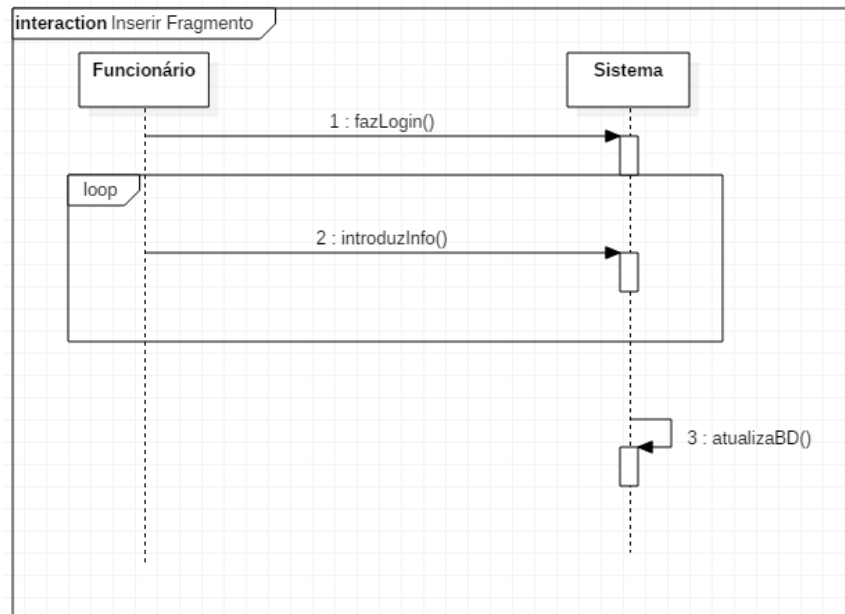 interaction Inserir Fragmento
Funcionário
Sistema
1 : fazLogin()
loop
2 : introduzInfo()
3 : atualizaBD()